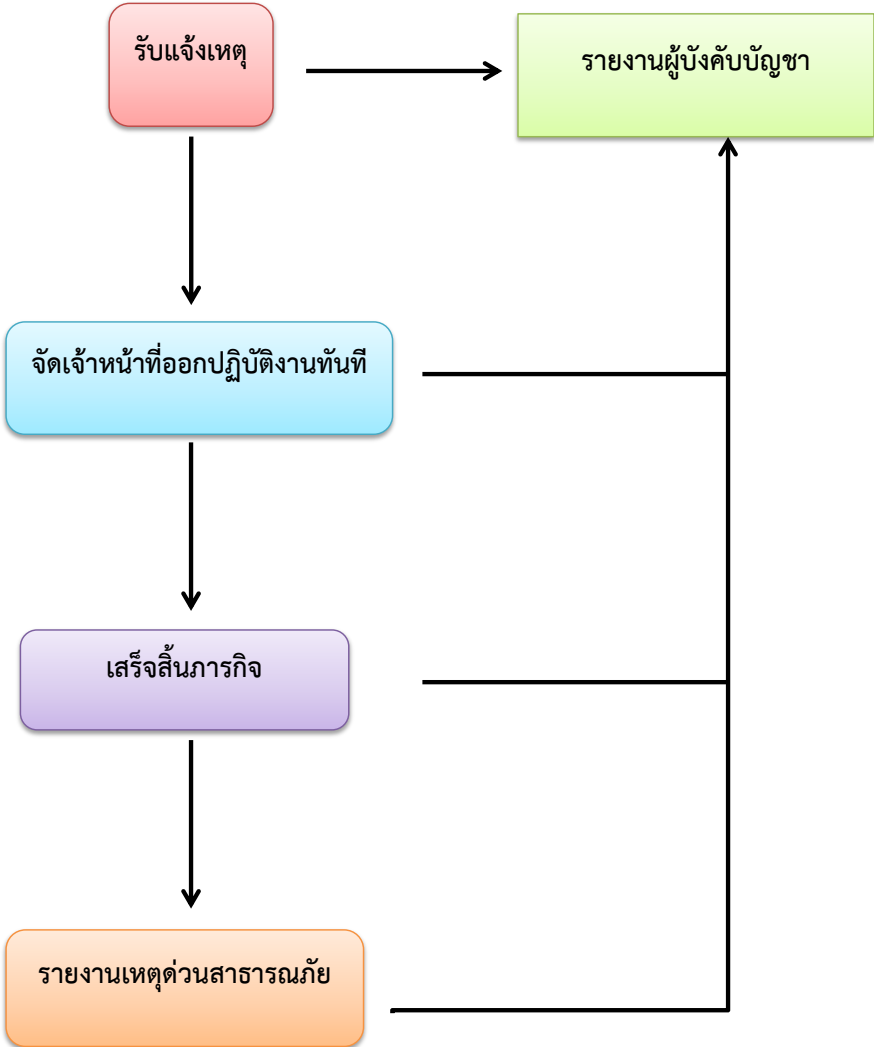 รับแจ้งเหตุ
รายงานผู้บังคับบัญชา
จัดเจ้าหน้าที่ออกปฏิบัติงานทันที
เสร็จสิ้นภารกิจ
รายงานเหตุด่วนสาธารณภัย